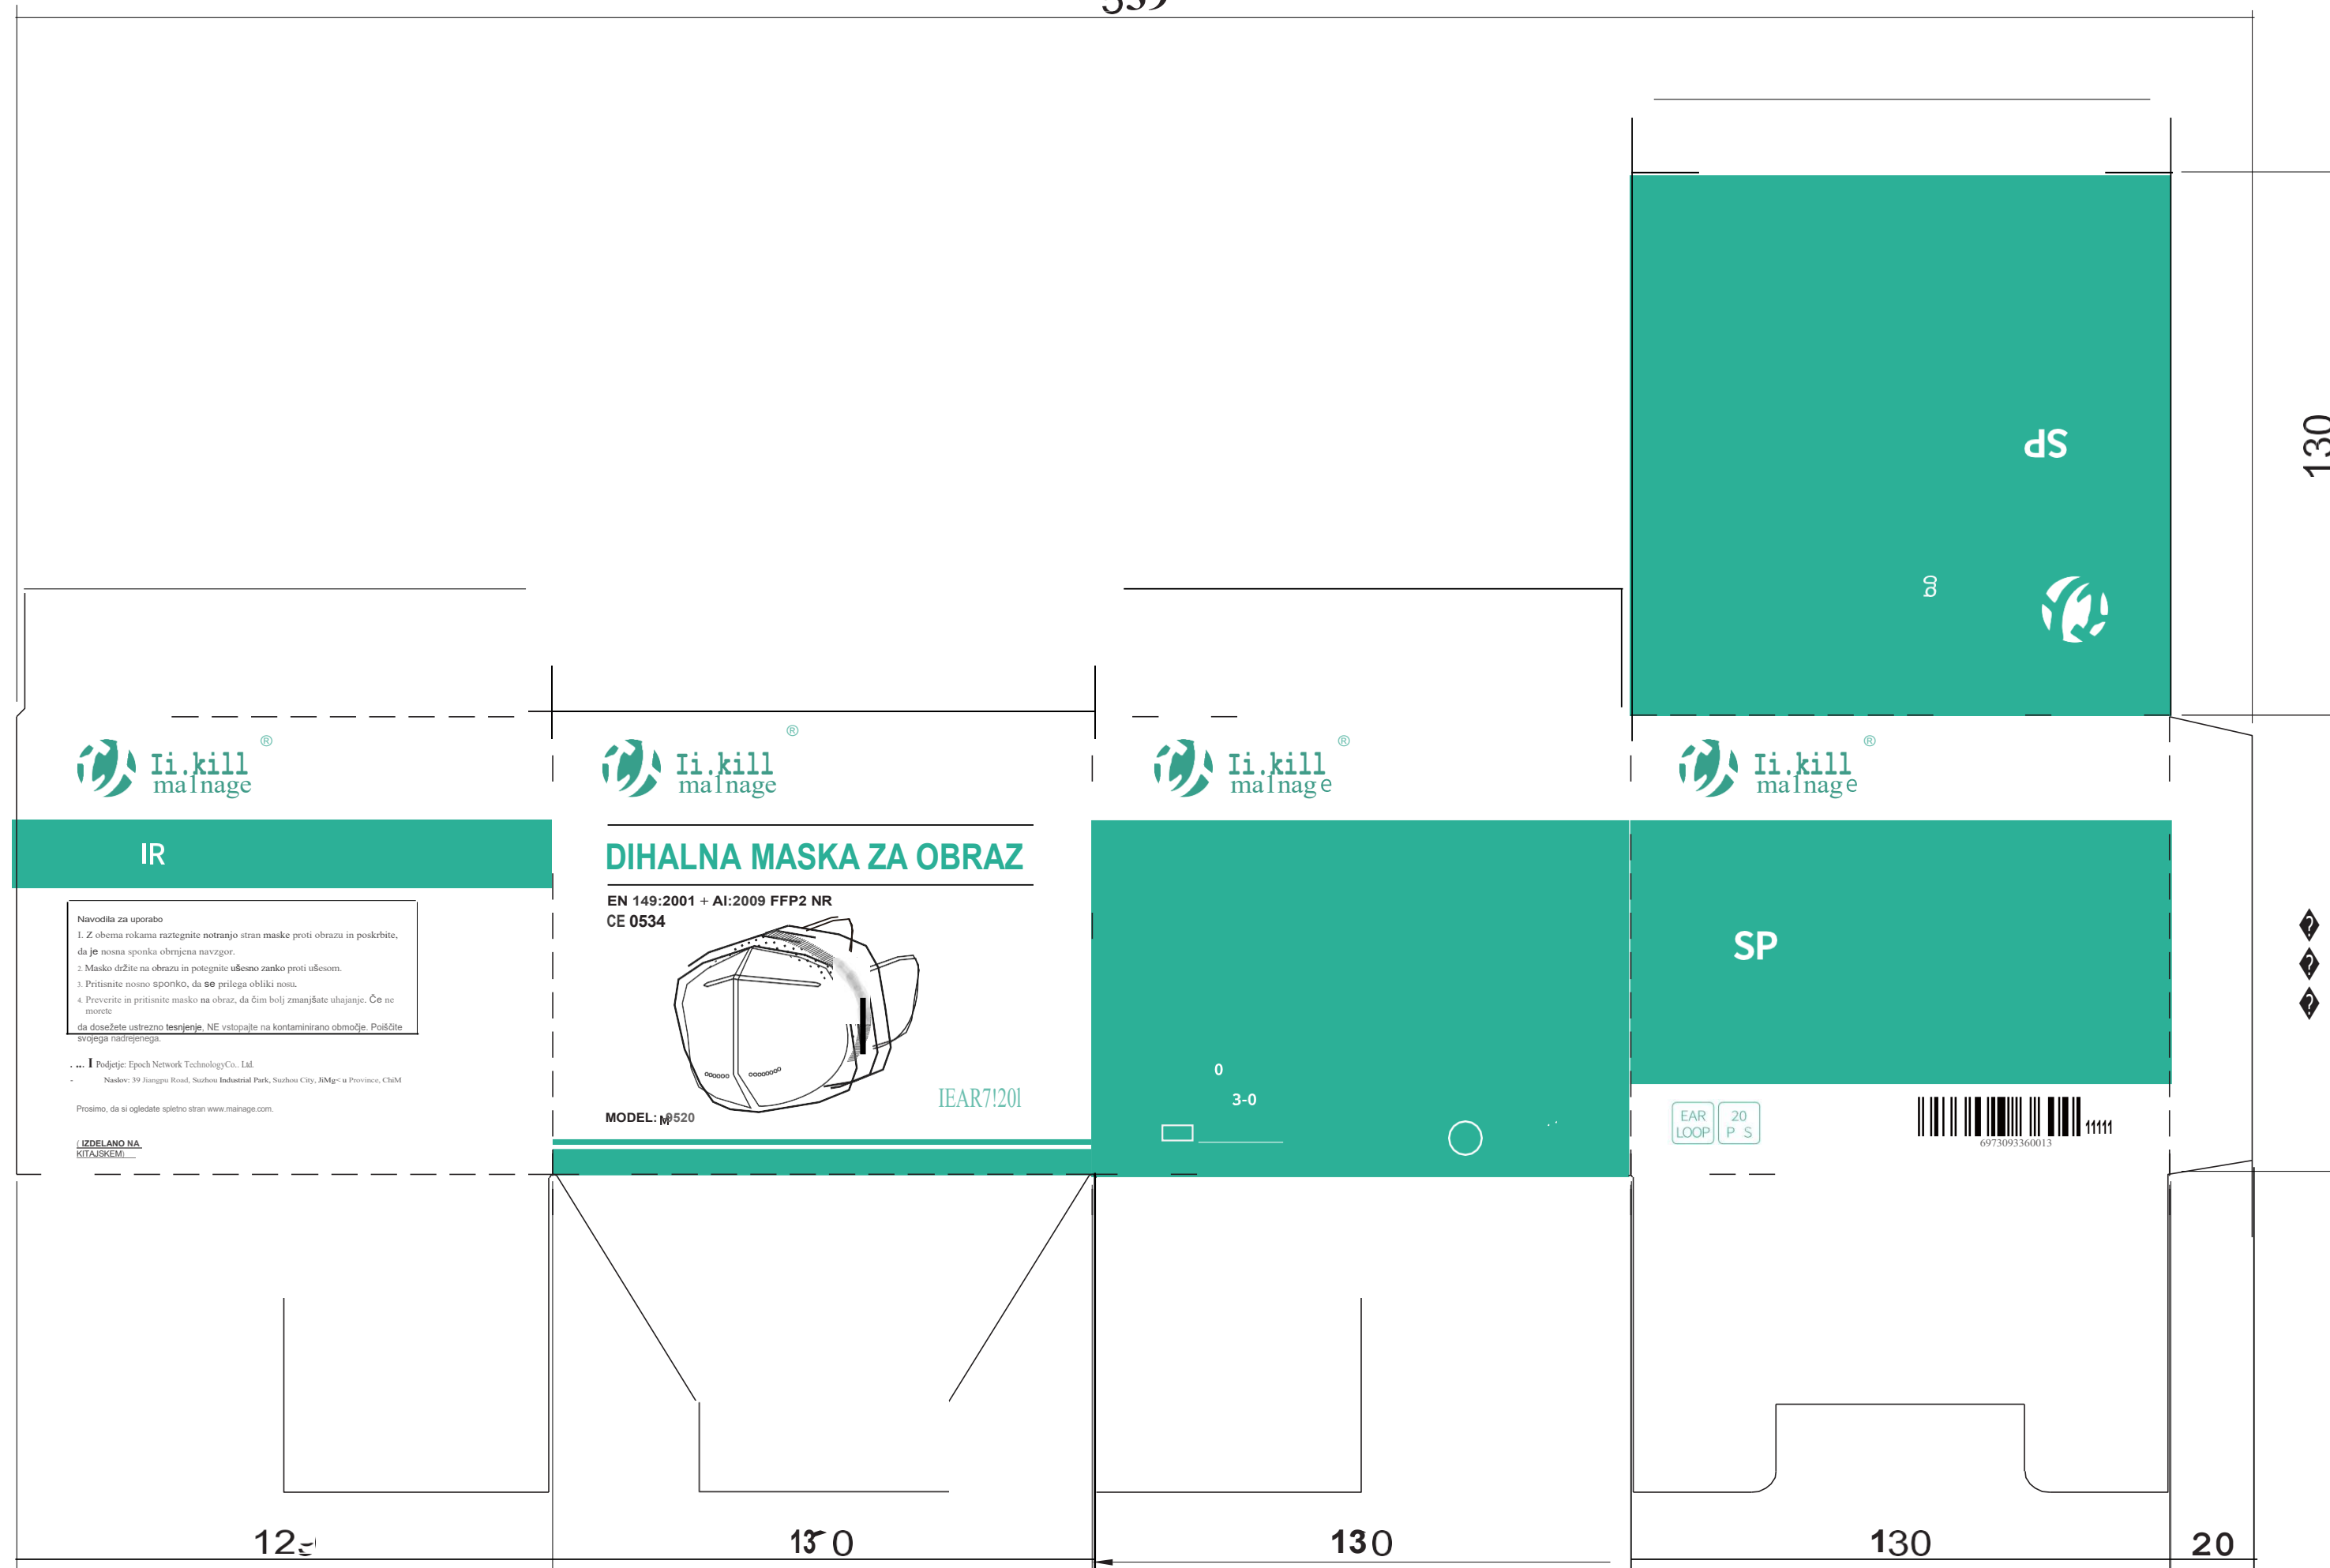 130
dS
Ii.kill
malnage
®
IR
Navodila za uporabo
I. Z obema rokama raztegnite notranjo stran maske proti obrazu in poskrbite,
da je nosna sponka obrnjena navzgor.
2. Masko držite na obrazu in potegnite ušesno zanko proti ušesom.
3. Pritisnite nosno sponko, da se prilega obliki nosu.
4. Preverite in pritisnite masko na obraz, da čim bolj zmanjšate uhajanje. Če ne
morete
da dosežete ustrezno tesnjenje, NE vstopajte na kontaminirano območje. Poiščite
svojega nadrejenega.
I Podjetje: Epoch Network TechnologyCo.. Ltd.
Naslov: 39 Jiangpu Road, Suzhou Industrial Park, Suzhou City, JiMg< u Province, ChiM
Prosimo, da si ogledate spletno stran www.mainage.com.
( IZDELANO NA
KITAJSKEM)
Ii.kill
malnage
®
DIHALNA MASKA ZA OBRAZ
EN 149:2001 + AI:2009 FFP2 NR
CE 0534
IEAR7!20l
MODEL: M9520
Ii.kill
malnage
®
0
3-0
Ii.kill
malnage
®
SP
EAR
LOOP
20
P S
11111
6973093360013
130
130
130
20